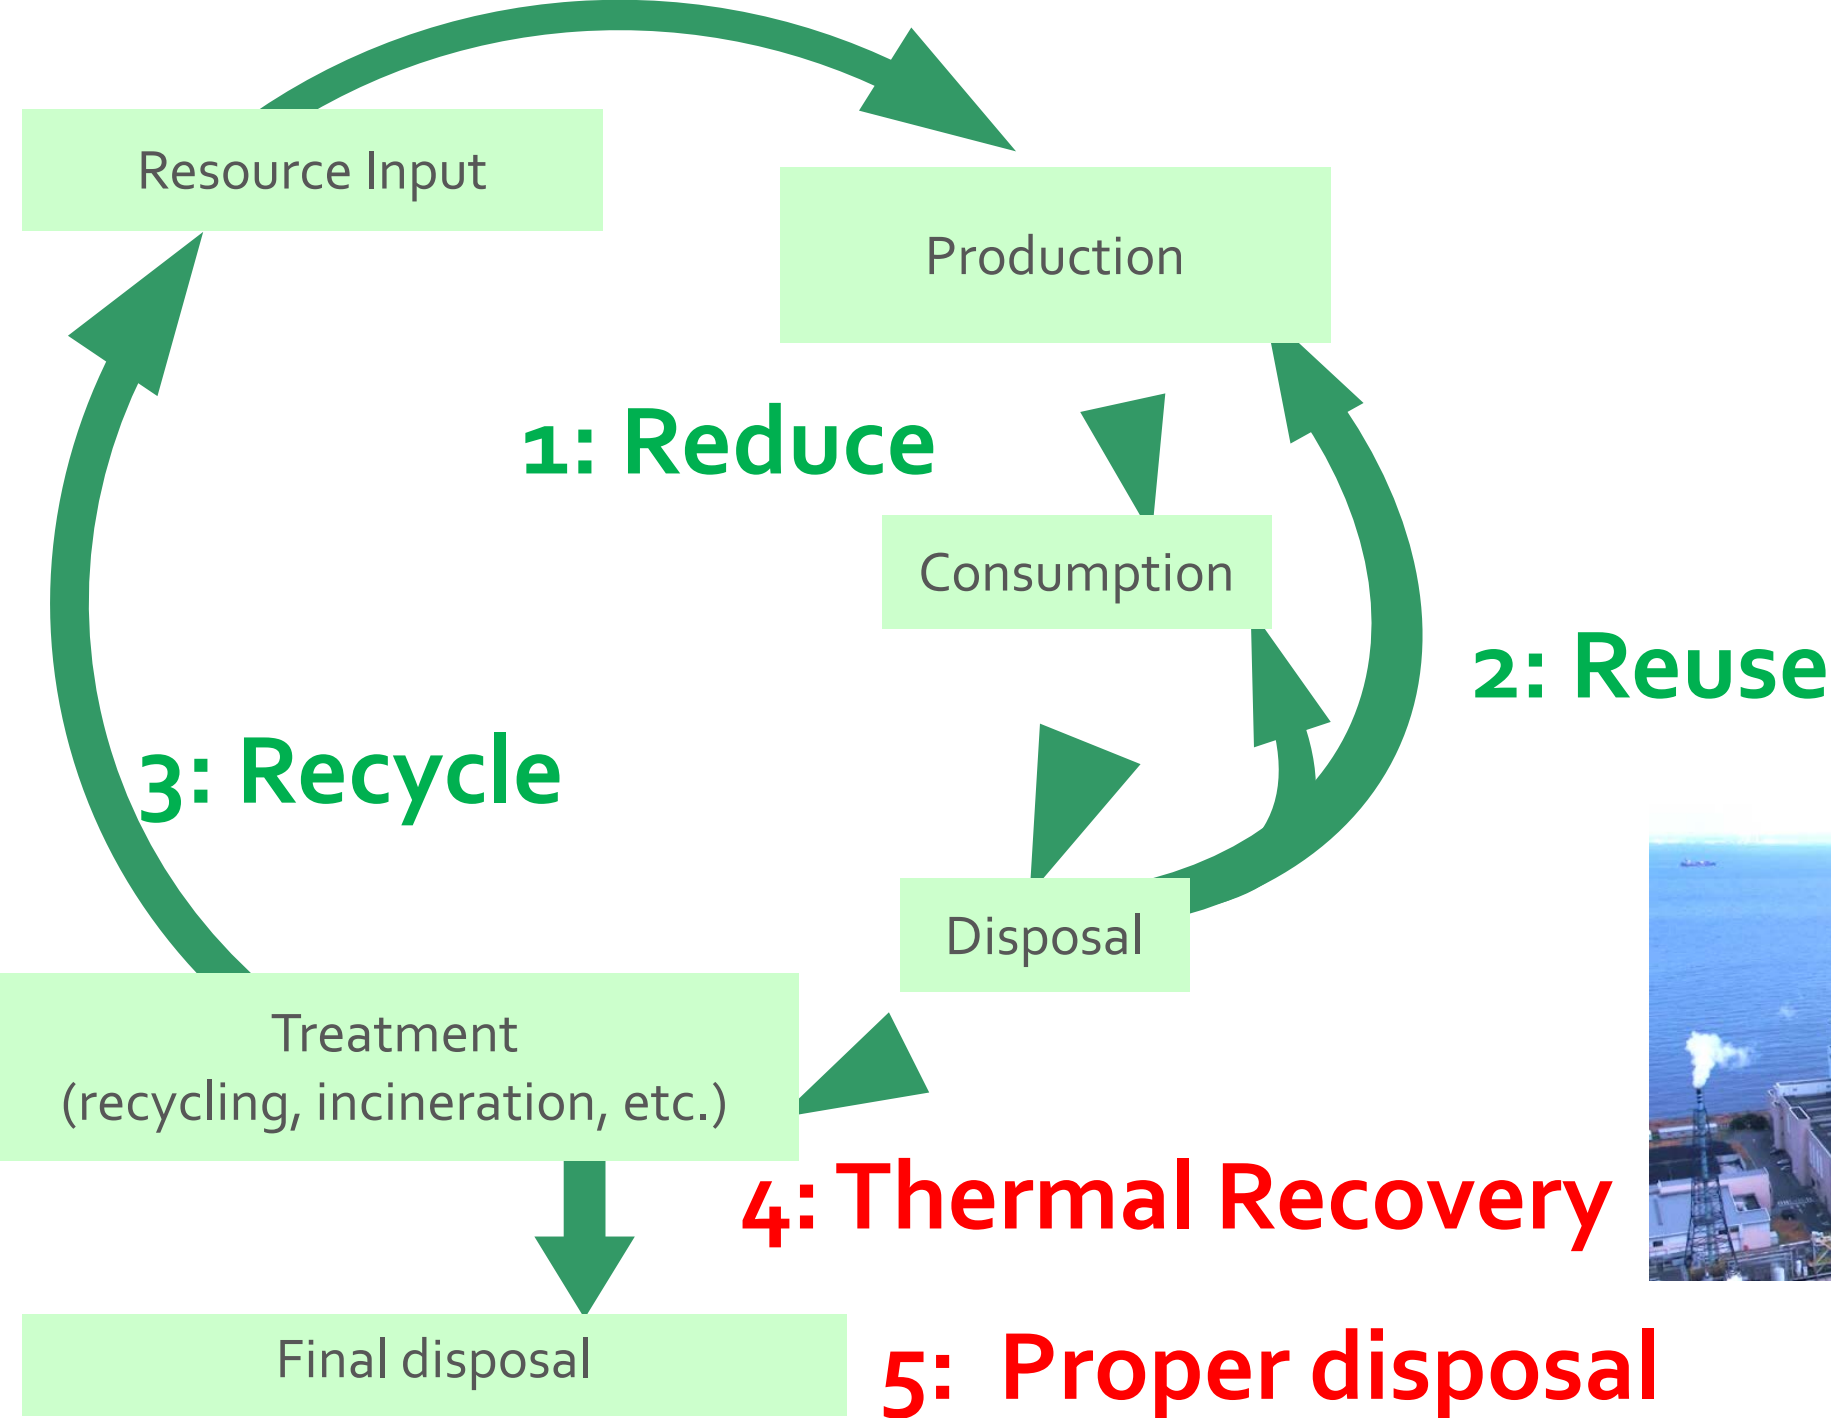 Resource Input
Production
1: Reduce
Consumption
2: Reuse
3: Recycle
Disposal
Treatment
(recycling, incineration, etc.)
4: Thermal Recovery
Final disposal
5: Proper disposal